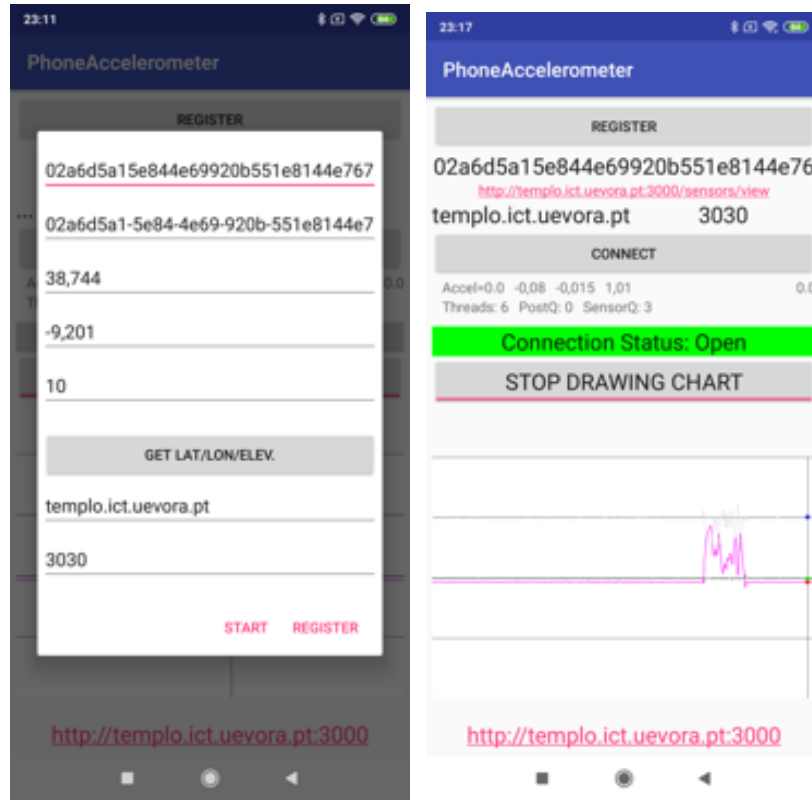 23:11
84
PhoneAccelerometer
REGISTER
02a6d5a15e844e69920b551e8144e767
02a6d5a1-5e84-4e69-920b-551e8144e7
38,744
-9,201
10
GET LAT/LON/ELEV.
templo.ict.uevora.pt
3030
START REGISTER
http://templo.ict.uevora.pt:3000
23:17
PhoneAccelerometer
REGISTER
02a6d5a15e844e69920b551e8144e76
http://templo.ict.uevora.pt:3000/sensors/view
templo.ict.uevora.pt 3030
CONNECT
Accel=0.0 -0,08 -0,015 1,01 0.0
Threads: 6 PostQ: 0 SensorQ: 3
Connection Status: Open
STOP DRAWING CHART
http://templo.ict.uevora.pt:3000